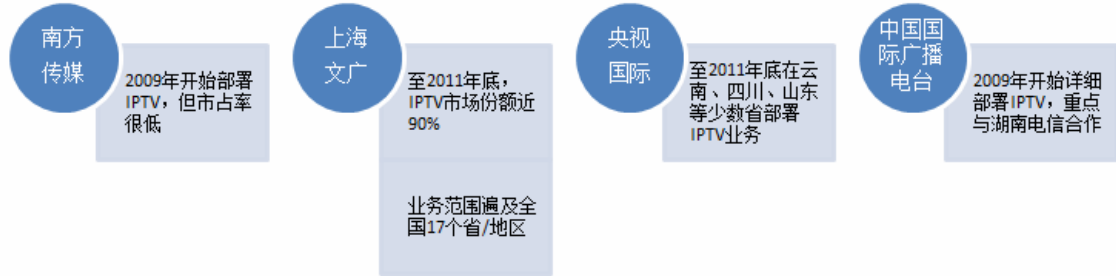 南方
传媒
2009年开始部署
IPTV，但市占率
很低
上海
文广
至2011年底，
IPTV市场份额近
90%
业务范围遍及全
国17个省/地区
央视
国际
至2011年底在云
南、四川、山东
等少数省部署
IPTV业务
中国国
际广播
电台
2009年开始详细
部署IPTV，重点
与湖南电信合作